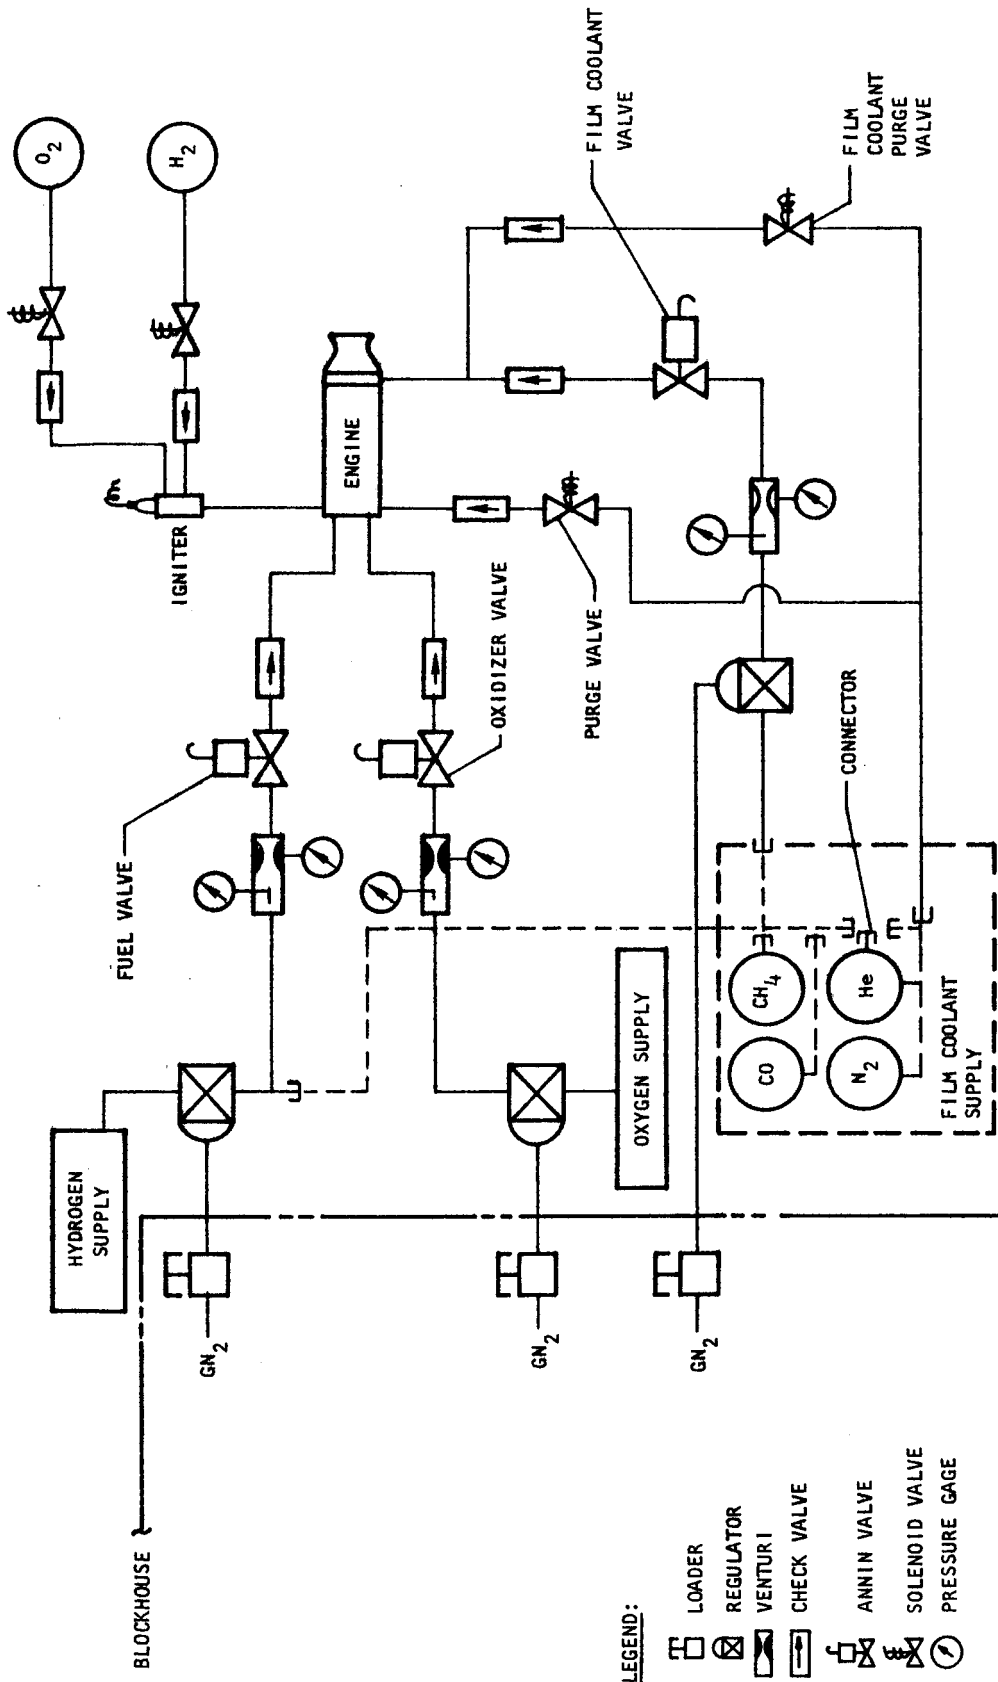 O2
H2
IGNITER
ENGINE
FILM COOLANT
VALVE
FILM
COOLANT
PURGE
VALVE
FUEL VALVE
OXIDIZER VALVE
PURGE VALVE
CONNECTOR
HYDROGEN
SUPPLY
OXYGEN SUPPLY
CH4
CO
He
N2
FILM COOLANT
SUPPLY
GN2
GN2
GN2
BLOCKHOUSE
LEGEND:
LOADER
REGULATOR
VENTURI
CHECK VALVE
ANNIN VALVE
SOLENOID VALVE
PRESSURE GAGE